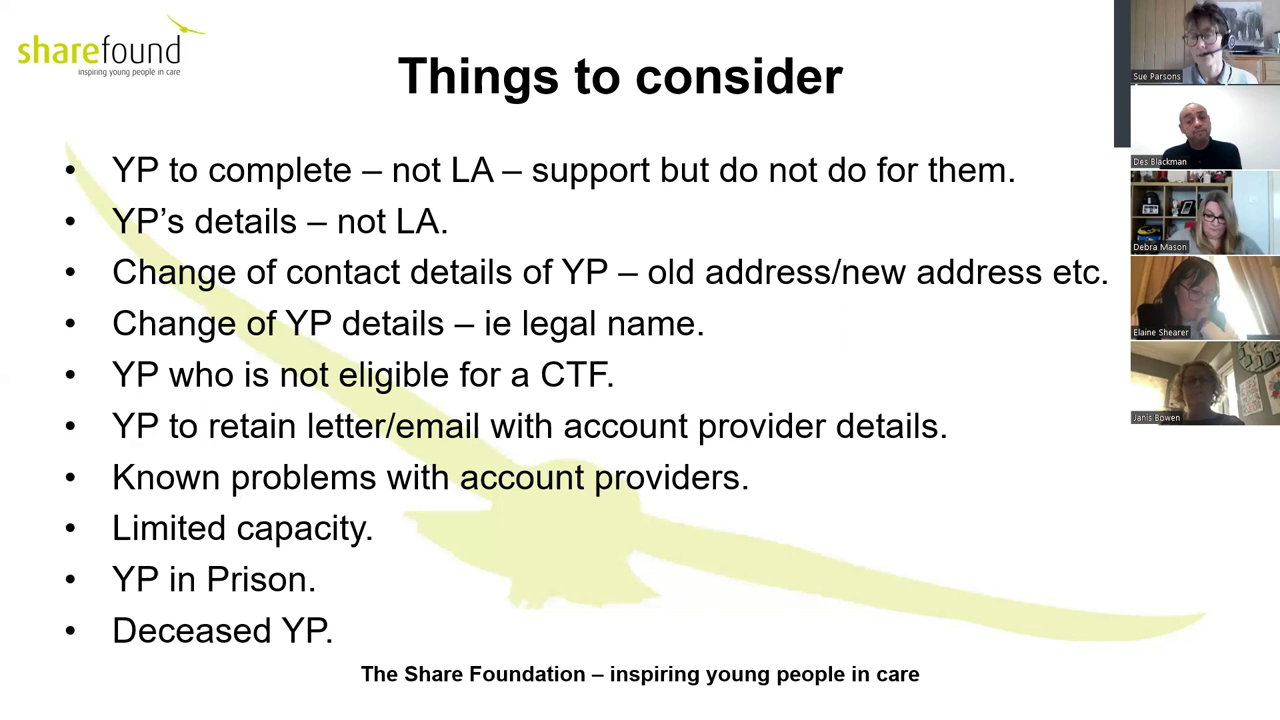 sharefound
inspiring young people in care
Things to consider
• YP to complete – not LA – support but do not do for them.
• YP’s details – not LA.
• Change of contact details of YP – old address/new address etc.
• Change of YP details – ie legal name.
• YP who is not eligible for a CTF.
• YP to retain letter/email with account provider details.
• Known problems with account providers.
• Limited capacity.
• YP in Prison.
• Deceased YP.
The Share Foundation – inspiring young people in care
Sue Parsons
Des Blackman
Debra Mason
Elaine Shearer
Janis Bowen